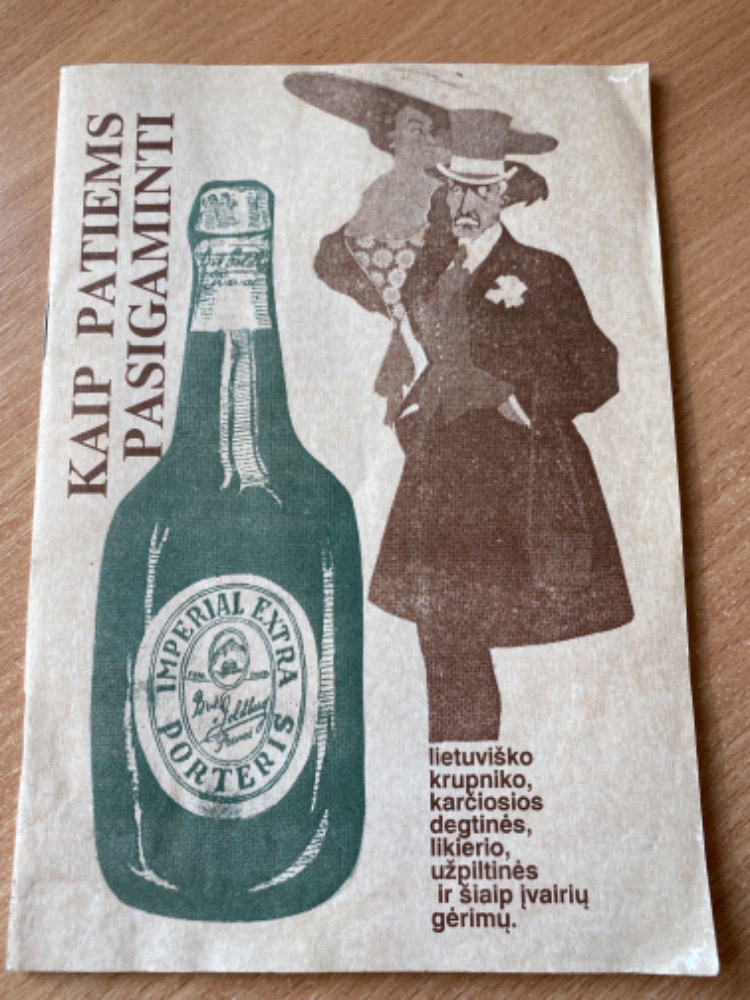 KAIP PATIEMS
PASIGAMINTI
IMPERIAL EXTRA
PORTERIS
lietuviško
krupniko,
karčiosios
degtinės,
likierio,
užpiltinės
ir šiaip įvairių
gėrimų.